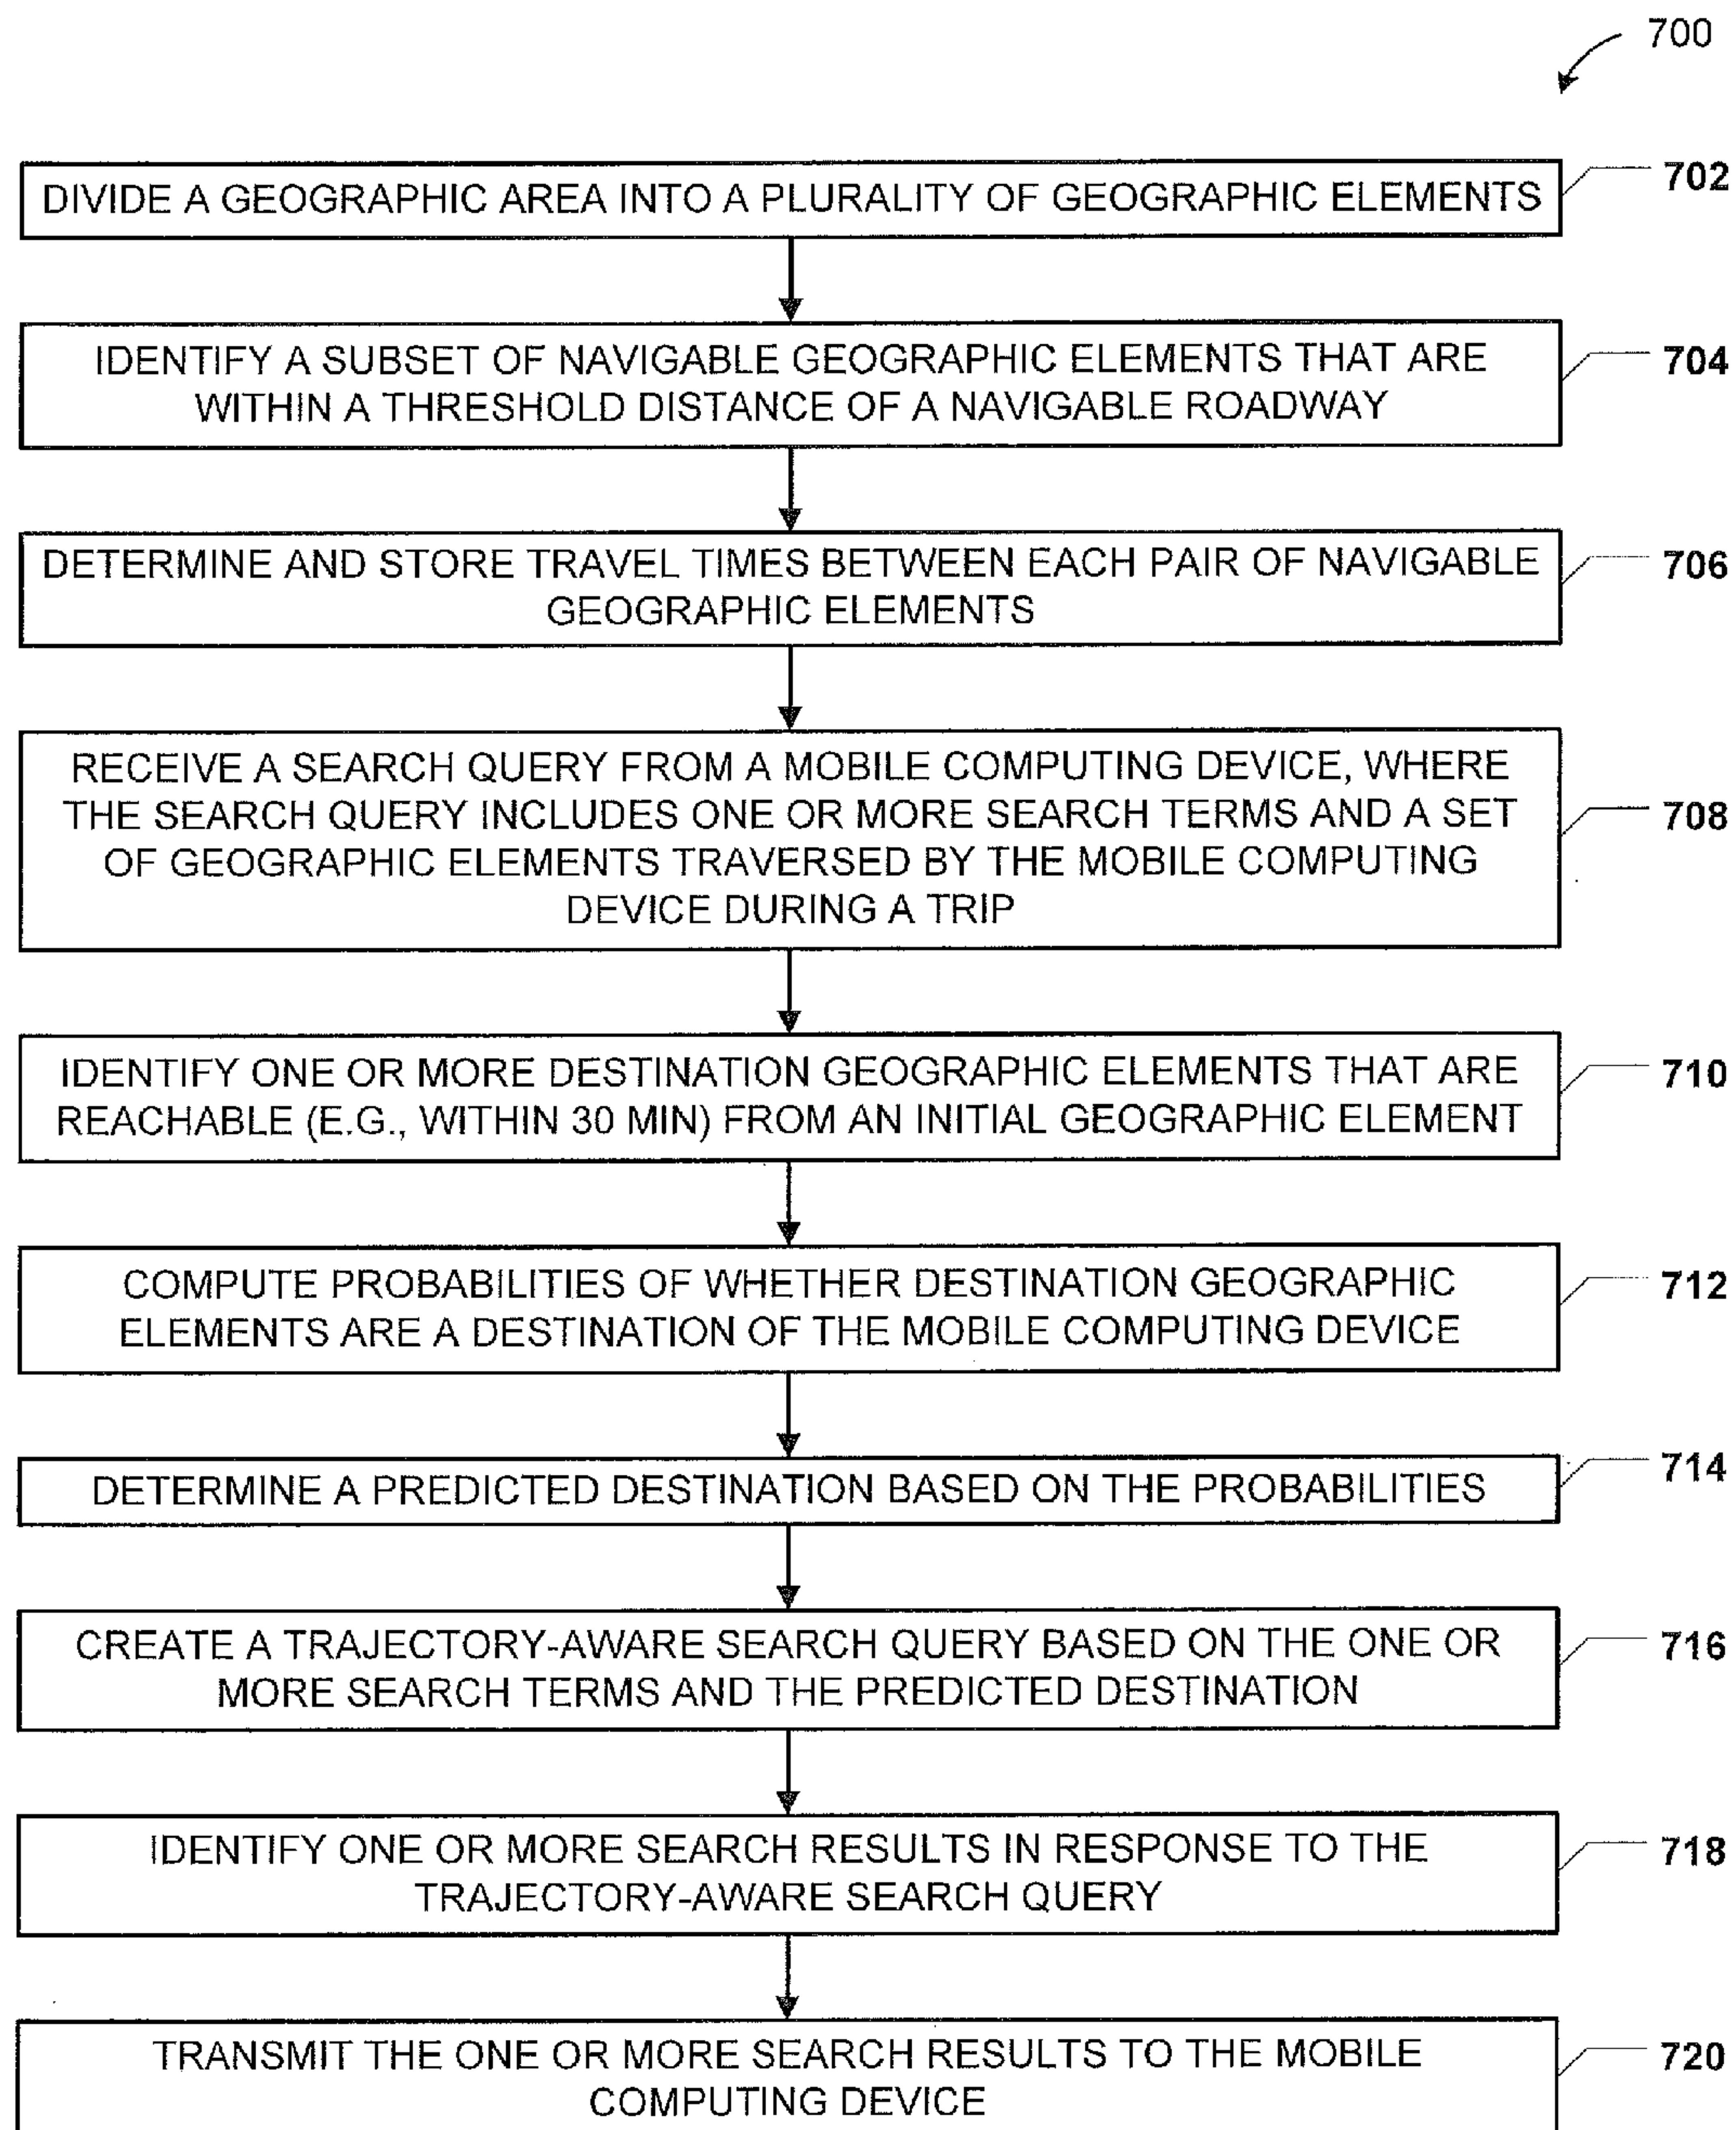 700
DIVIDE A GEOGRAPHIC AREA INTO A PLURALITY OF GEOGRAPHIC ELEMENTS
702
IDENTIFY A SUBSET OF NAVIGABLE GEOGRAPHIC ELEMENTS THAT ARE
WITHIN A THRESHOLD DISTANCE OF A NAVIGABLE ROADWAY
704
DETERMINE AND STORE TRAVEL TIMES BETWEEN EACH PAIR OF NAVIGABLE
GEOGRAPHIC ELEMENTS
706
RECEIVE A SEARCH QUERY FROM A MOBILE COMPUTING DEVICE, WHERE
THE SEARCH QUERY INCLUDES ONE OR MORE SEARCH TERMS AND A SET
OF GEOGRAPHIC ELEMENTS TRAVERSED BY THE MOBILE COMPUTING
DEVICE DURING A TRIP
708
IDENTIFY ONE OR MORE DESTINATION GEOGRAPHIC ELEMENTS THAT ARE
REACHABLE (E.G., WITHIN 30 MIN) FROM AN INITIAL GEOGRAPHIC ELEMENT
710
COMPUTE PROBABILITIES OF WHETHER DESTINATION GEOGRAPHIC
ELEMENTS ARE A DESTINATION OF THE MOBILE COMPUTING DEVICE
712
DETERMINE A PREDICTED DESTINATION BASED ON THE PROBABILITIES
714
CREATE A TRAJECTORY-AWARE SEARCH QUERY BASED ON THE ONE OR
MORE SEARCH TERMS AND THE PREDICTED DESTINATION
716
IDENTIFY ONE OR MORE SEARCH RESULTS IN RESPONSE TO THE
TRAJECTORY-AWARE SEARCH QUERY
718
TRANSMIT THE ONE OR MORE SEARCH RESULTS TO THE MOBILE
COMPUTING DEVICE
720